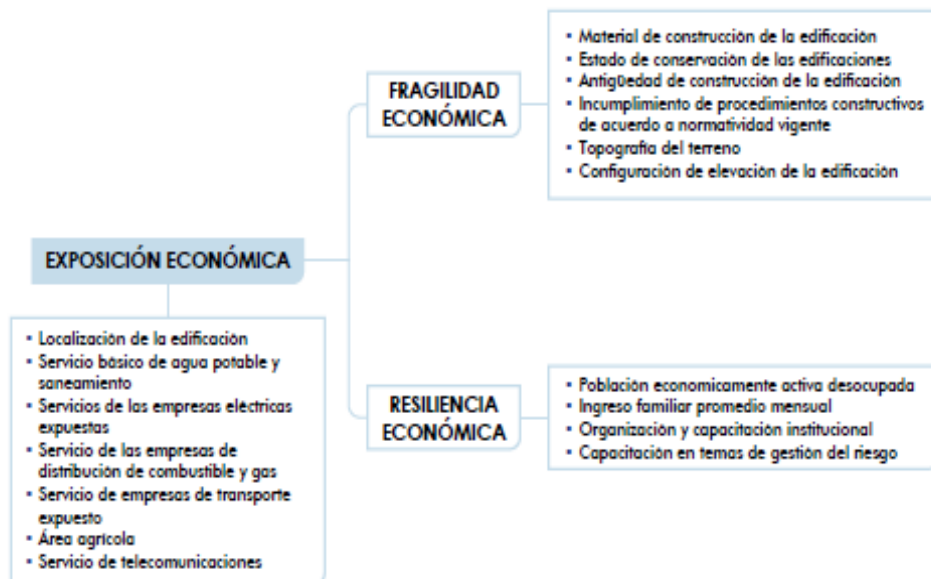 FRAGILIDAD
ECONÓMICA
▪ Material de construcción de la edificación
▪ Estado de conservación de las edificaciones
▪ Antigüedad de construcción de la edificación
▪ Incumplimiento de procedimientos constructivos
de acuerdo a normatividad vigente
▪ Topografía del terreno
▪ Configuración de elevación de la edificación
EXPOSICIÓN ECONÓMICA
▪ Localización de la edificación
▪ Servicio básico de agua potable y
saneamiento
▪ Servicios de las empresas eléctricas
expuestas
▪ Servicio de las empresas de
distribución de combustible y gas
▪ Servicio de empresas de transporte
expuesto
▪ Área agrícola
▪ Servicio de telecomunicaciones
RESILIENCIA
ECONÓMICA
▪ Población economicamente activa desocupada
▪ Ingreso familiar promedio mensual
▪ Organización y capacitación institucional
▪ Capacitación en temas de gestión del riesgo